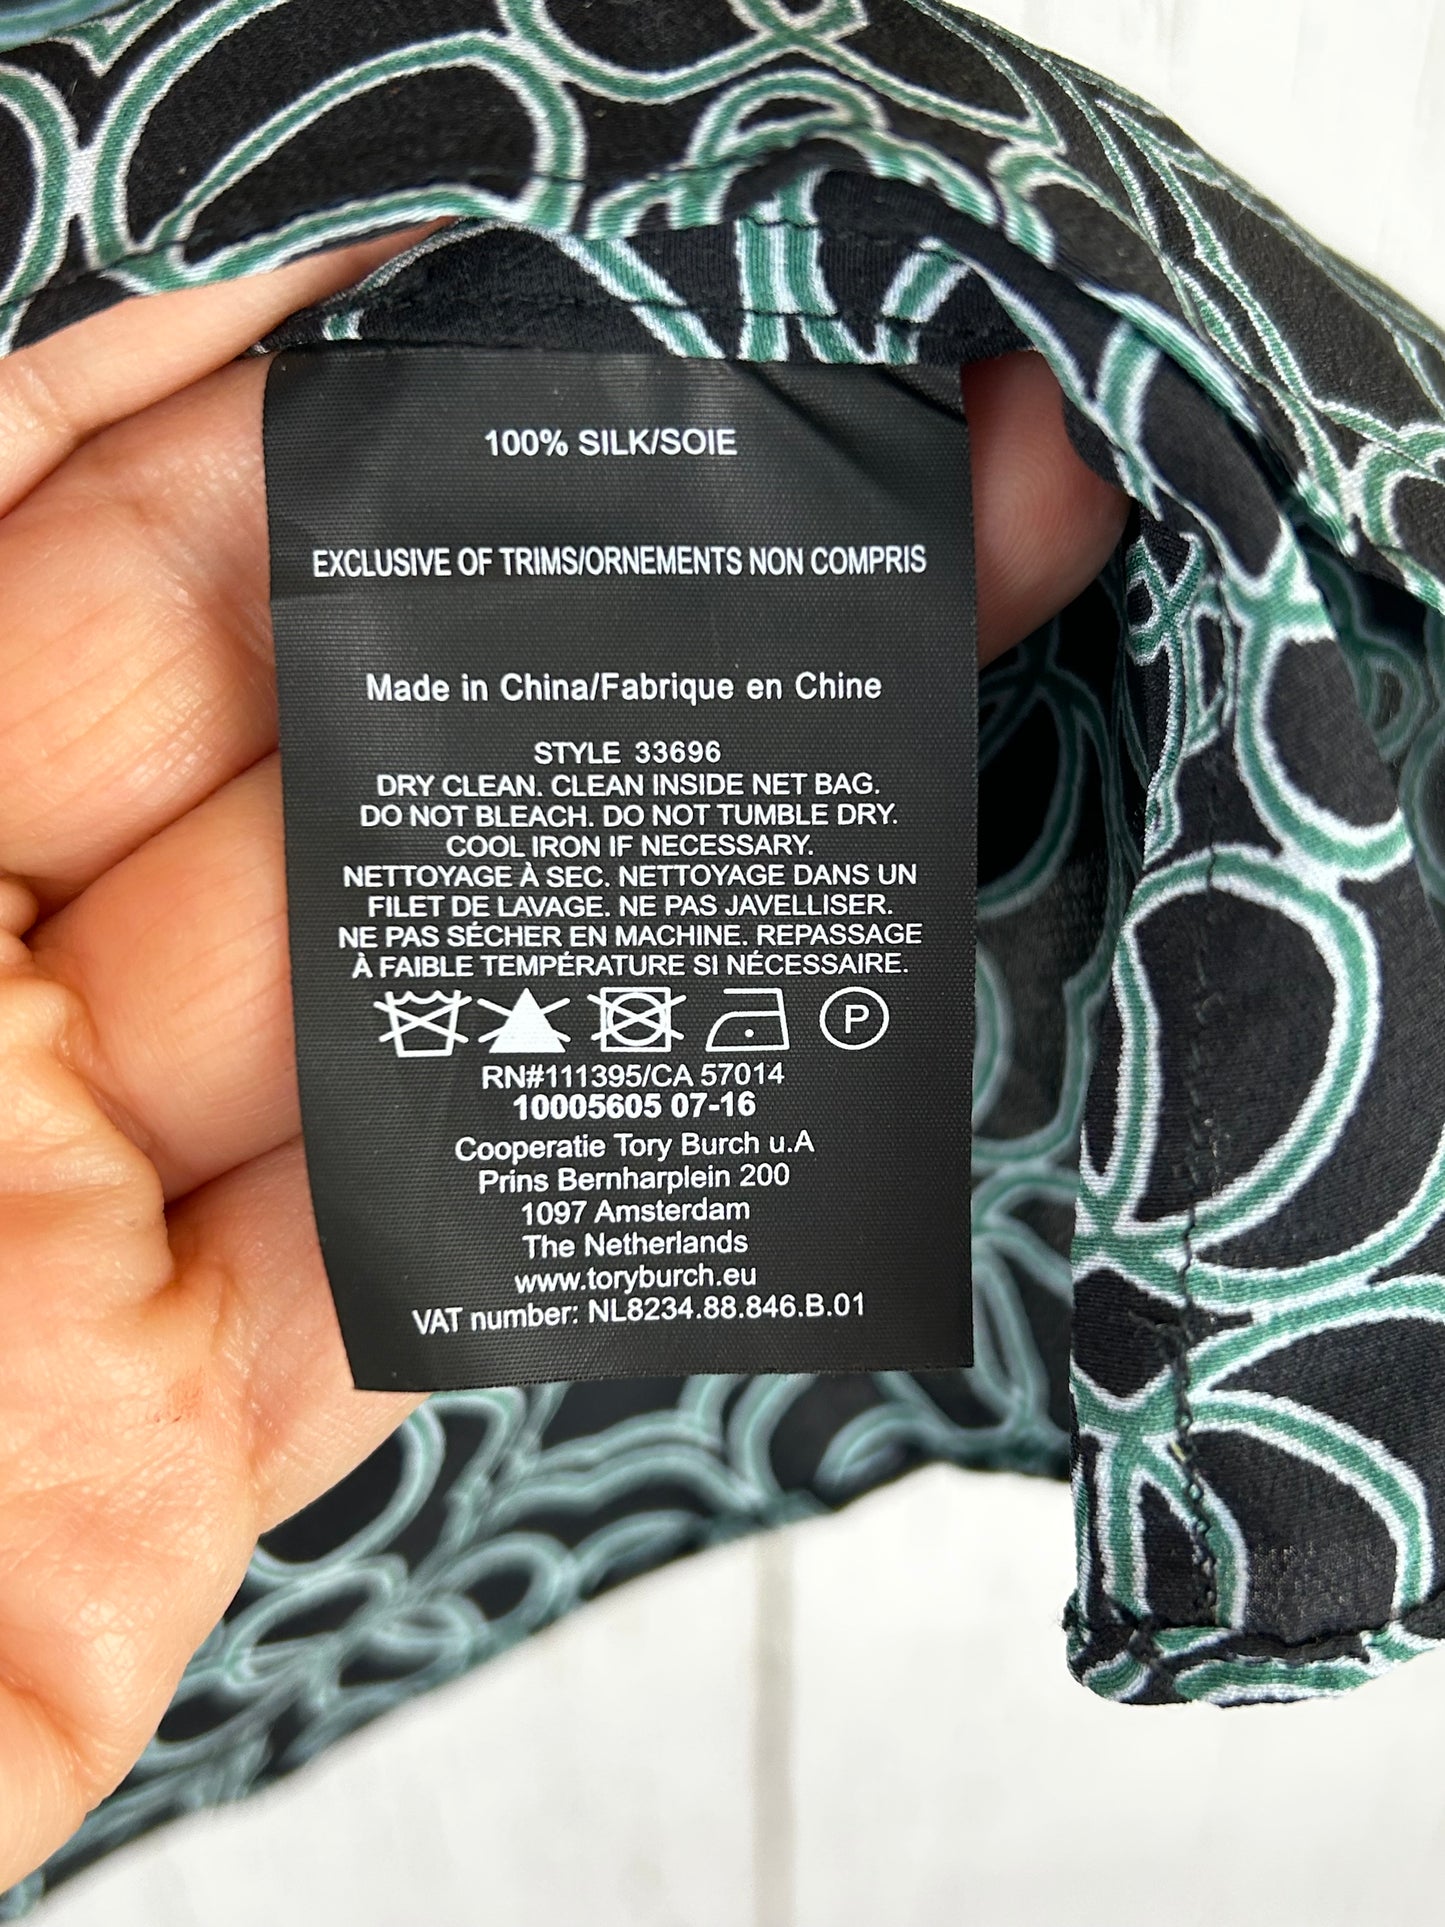 100% SILK/SOIE
EXCLUSIVE OF TRIMS/ORNEMENTS NON COMPRIS
Made in China/Fabrique en Chine
STYLE 33696
DRY CLEAN. CLEAN INSIDE NET BAG.
DO NOT BLEACH. DO NOT TUMBLE DRY.
COOL IRON IF NECESSARY.
NETTOYAGE À SEC. NETTOYAGE DANS UN
FILET DE LAVAGE. NE PAS JAVELLISER.
NE PAS SÉCHER EN MACHINE. REPASSAGE
À FAIBLE TEMPÉRATURE SI NÉCESSAIRE.
P
RN#111395/CA 57014
10005605 07-16
Cooperatie Tory Burch u.A
Prins Bernharplein 200
1097 Amsterdam
The Netherlands
www.toryburch.eu
VAT number: NL8234.88.846.B.01